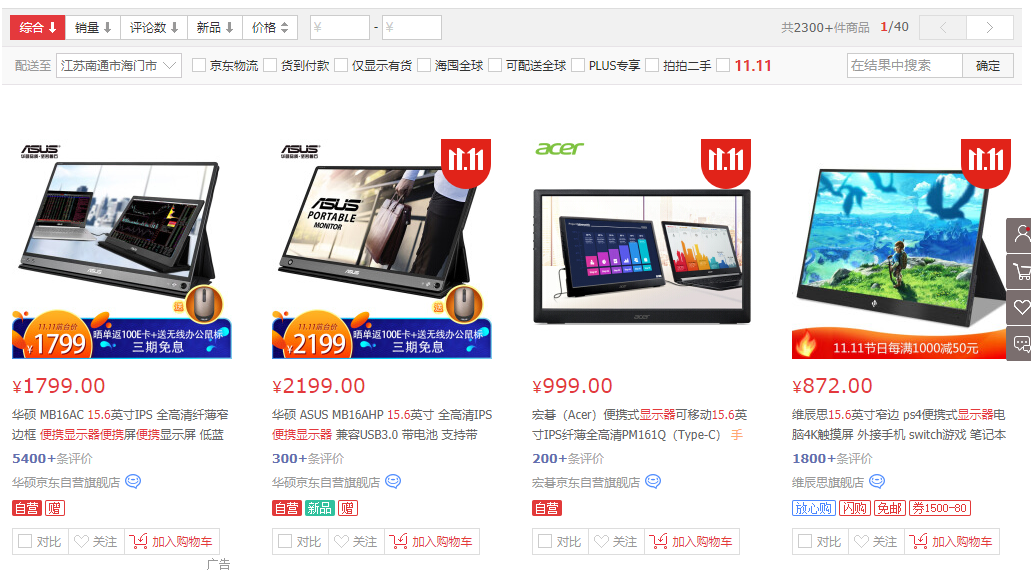 综合 销量 评论数 新品 价格 ¥ - ¥ 共2300+件商品 1/40
配送至 江苏南通市海门市 京东物流 货到付款 仅显示有货 海囤全球 可配送全球 PLUS专享 拍拍二手 11.11 在结果中搜索 确定
ASUS
ASUS
11.11
11.11底台价
¥1799
送
晒单返100E卡+送无线办公鼠标
三期免息
¥1799.00
华硕 MB16AC 15.6英寸IPS 全高清纤薄窄
边框 便携显示器便携屏便携显示屏 低蓝
5400+条评价
华硕京东自营旗舰店
自营 赠
对比 关注 加入购物车
广告
ASUS
11.11
ASUS
PORTABLE
MONITOR
ASUS
11.11底台价
¥2199
送
晒单返100E卡+送无线办公鼠标
三期免息
¥2199.00
华硕 ASUS MB16AHP 15.6英寸 全高清IPS
便携显示器 兼容USB3.0 带电池 支持带
300+条评价
华硕京东自营旗舰店
自营 新品 赠
对比 关注 加入购物车
acer
11.11
acer
¥999.00
宏碁（Acer）便携式显示器可移动15.6英
寸IPS纤薄全高清PM161Q（Type-C） 手
200+条评价
宏碁京东自营旗舰店
自营
对比 关注 加入购物车
11.11
11.11节日每满1000减50元
¥872.00
维辰思15.6英寸窄边 ps4便携式显示器电
脑4K触摸屏 外接手机 switch游戏 笔记本
1800+条评价
维辰思旗舰店
放心购 闪购 免邮 券1500-80
对比 关注 加入购物车